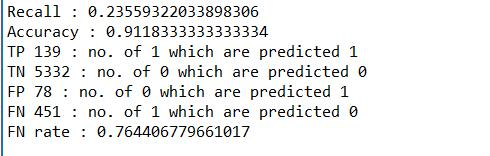 Recall : 0.23559322033898306
Accuracy : 0.9118333333333334
TP 139 : no. of 1 which are predicted 1
TN 5332 : no. of 0 which are predicted 0
FP 78 : no. of 0 which are predicted 1
FN 451 : no. of 1 which are predicted 0
FN rate : 0.764406779661017